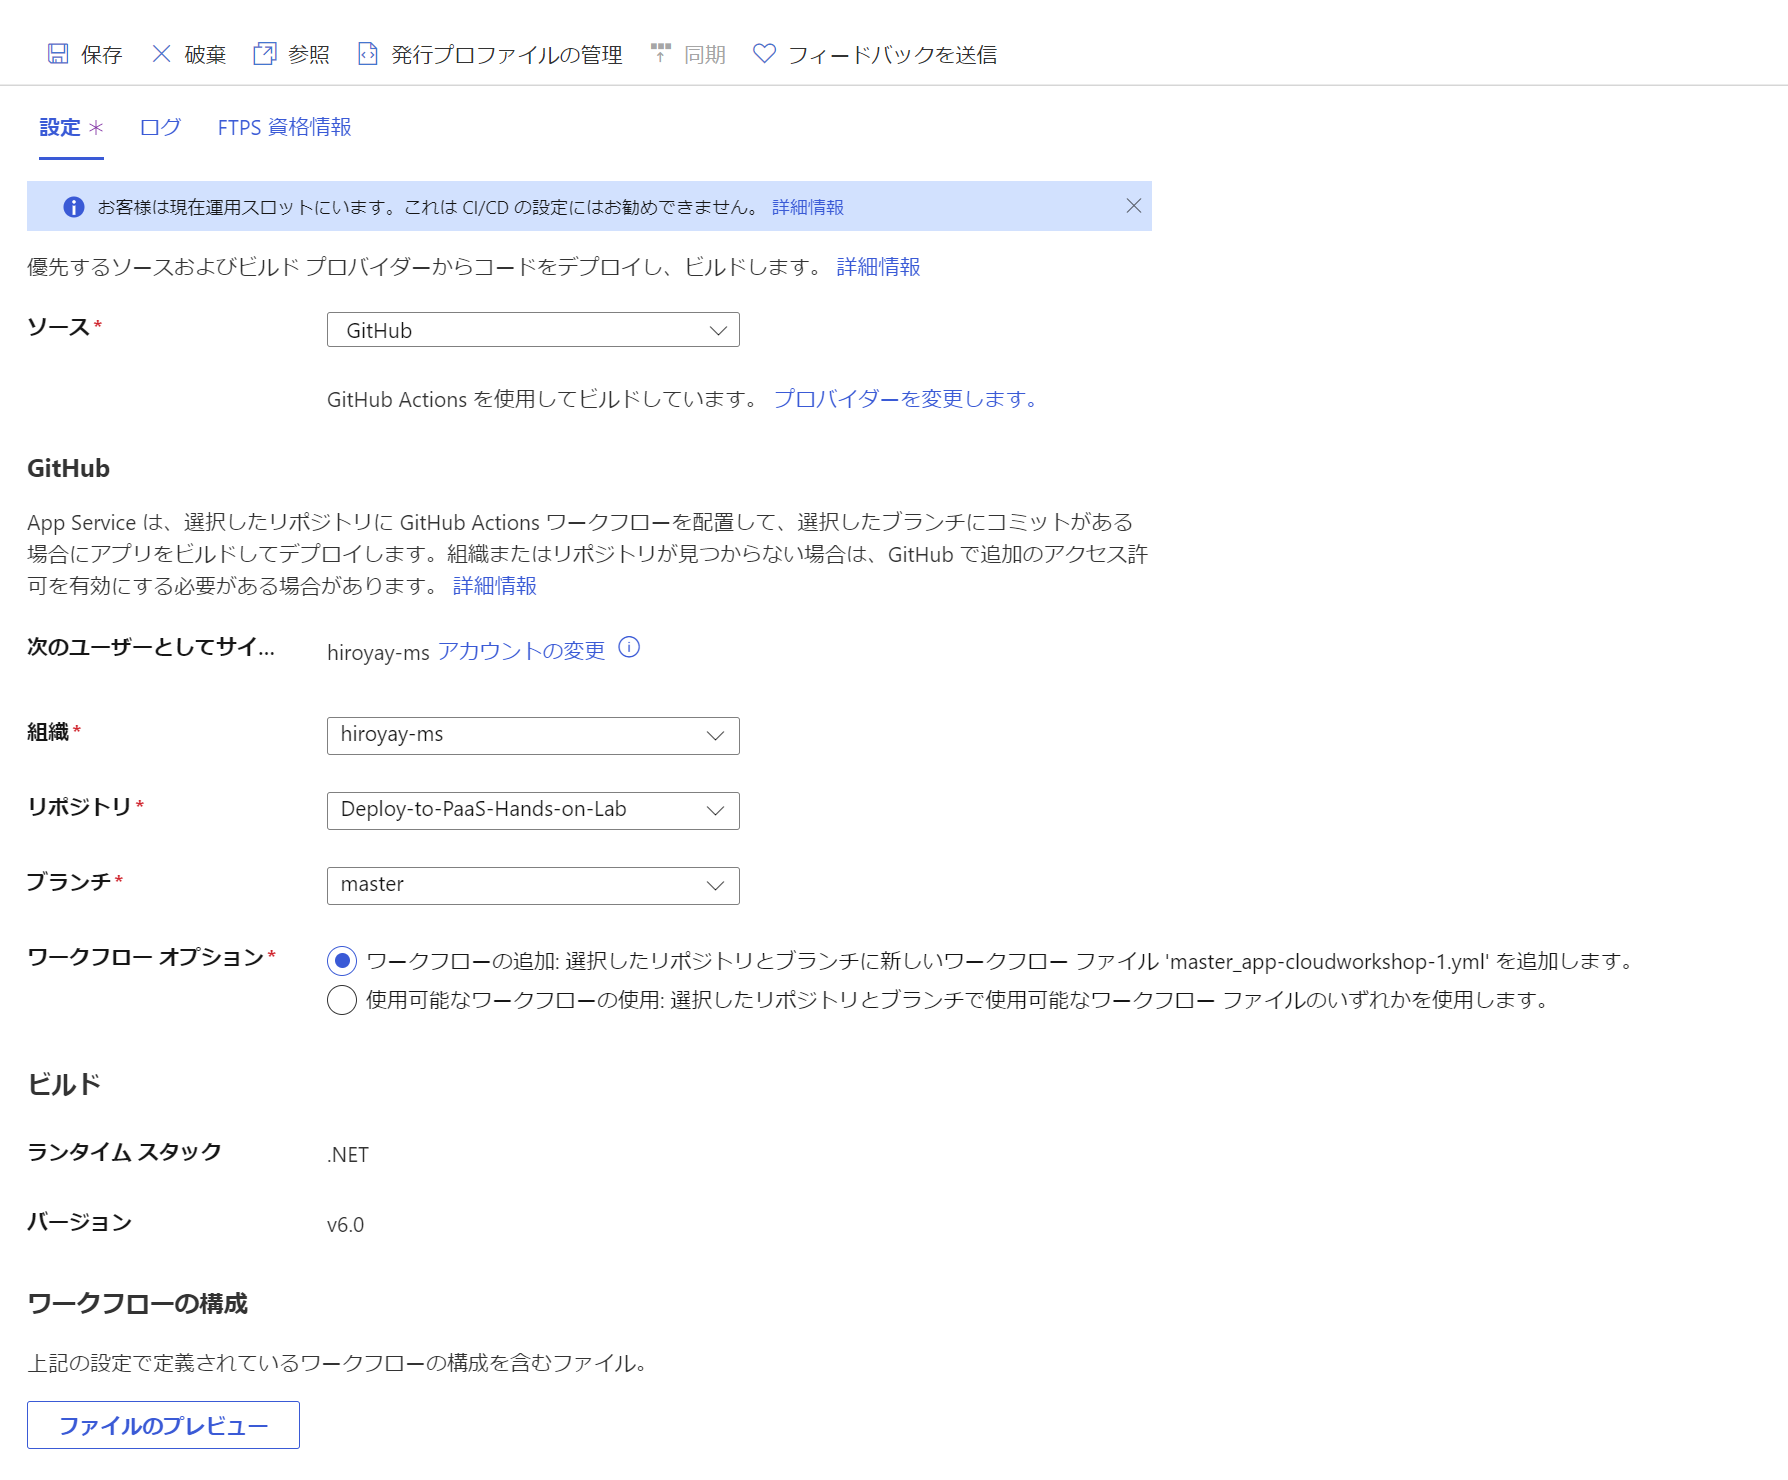 保存 破棄 参照 発行プロファイルの管理 同期 フィードバックを送信
設定 * ログ FTPS 資格情報
お客様は現在運用スロットにいます。これは CI/CD の設定にはお勧めできません。 詳細情報
優先するソースおよびビルド プロバイダーからコードをデプロイし、ビルドします。 詳細情報
ソース* GitHub
GitHub Actions を使用してビルドしています。 プロバイダーを変更します。
GitHub
App Service は、選択したリポジトリに GitHub Actions ワークフローを配置して、選択したブランチにコミットがある
場合にアプリをビルドしてデプロイします。組織またはリポジトリが見つからない場合は、GitHub で追加のアクセス許
可を有効にする必要がある場合があります。 詳細情報
次のユーザーとしてサイ... hiroyay-ms アカウントの変更
組織* hiroyay-ms
リポジトリ* Deploy-to-PaaS-Hands-on-Lab
ブランチ* master
ワークフロー オプション* ワークフローの追加: 選択したリポジトリとブランチに新しいワークフロー ファイル 'master_app-cloudworkshop-1.yml' を追加します。
使用可能なワークフローの使用: 選択したリポジトリとブランチで使用可能なワークフロー ファイルのいずれかを使用します。
ビルド
ランタイム スタック .NET
バージョン v6.0
ワークフローの構成
上記の設定で定義されているワークフローの構成を含むファイル。
ファイルのプレビュー